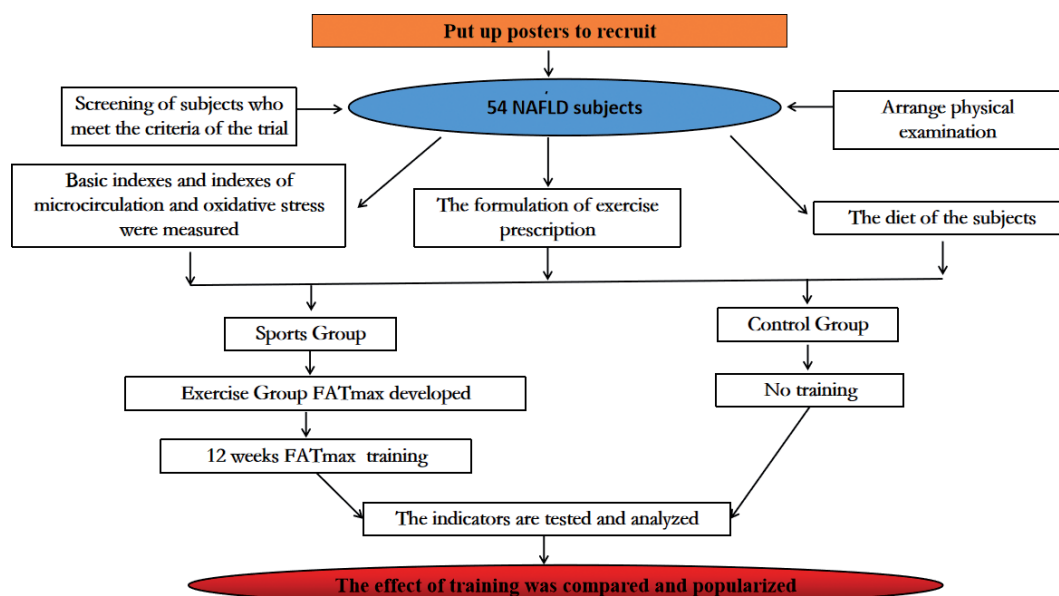 Put up posters to recruit
54 NAFLD subjects
Screening of subjects who
meet the criteria of the trial
Arrange physical
examination
Basic indexes and indexes of
microcirculation and oxidative stress
were measured
The formulation of exercise
prescription
The diet of the subjects
Sports Group
Control Group
Exercise Group FATmax developed
No training
12 weeks FATmax training
The indicators are tested and analyzed
The effect of training was compared and popularized